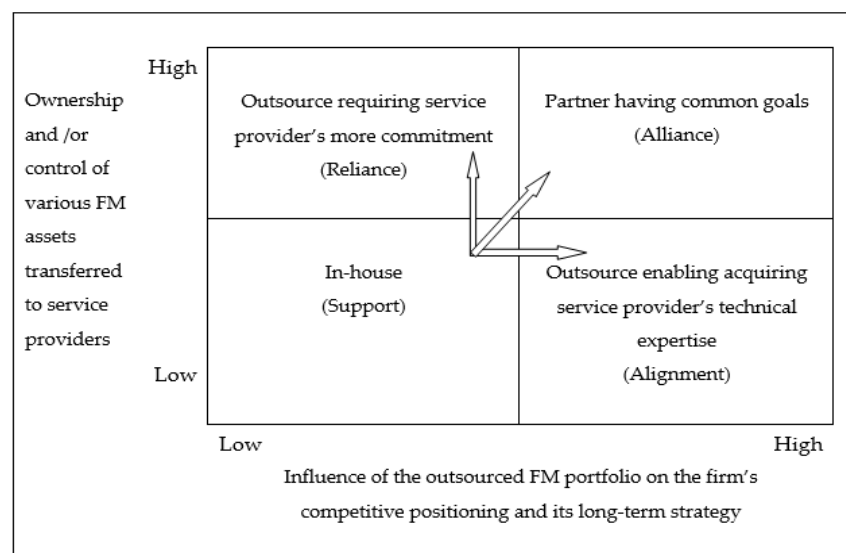 High
Ownership
and /or
control of
various FM
assets
transferred
to service
providers
Low
Outsource requiring service
provider's more commitment
(Reliance)
Partner having common goals
(Alliance)
In-house
(Support)
Outsource enabling acquiring
service provider's technical
expertise
(Alignment)
Low
High
Influence of the outsourced FM portfolio on the firm's
competitive positioning and its long-term strategy